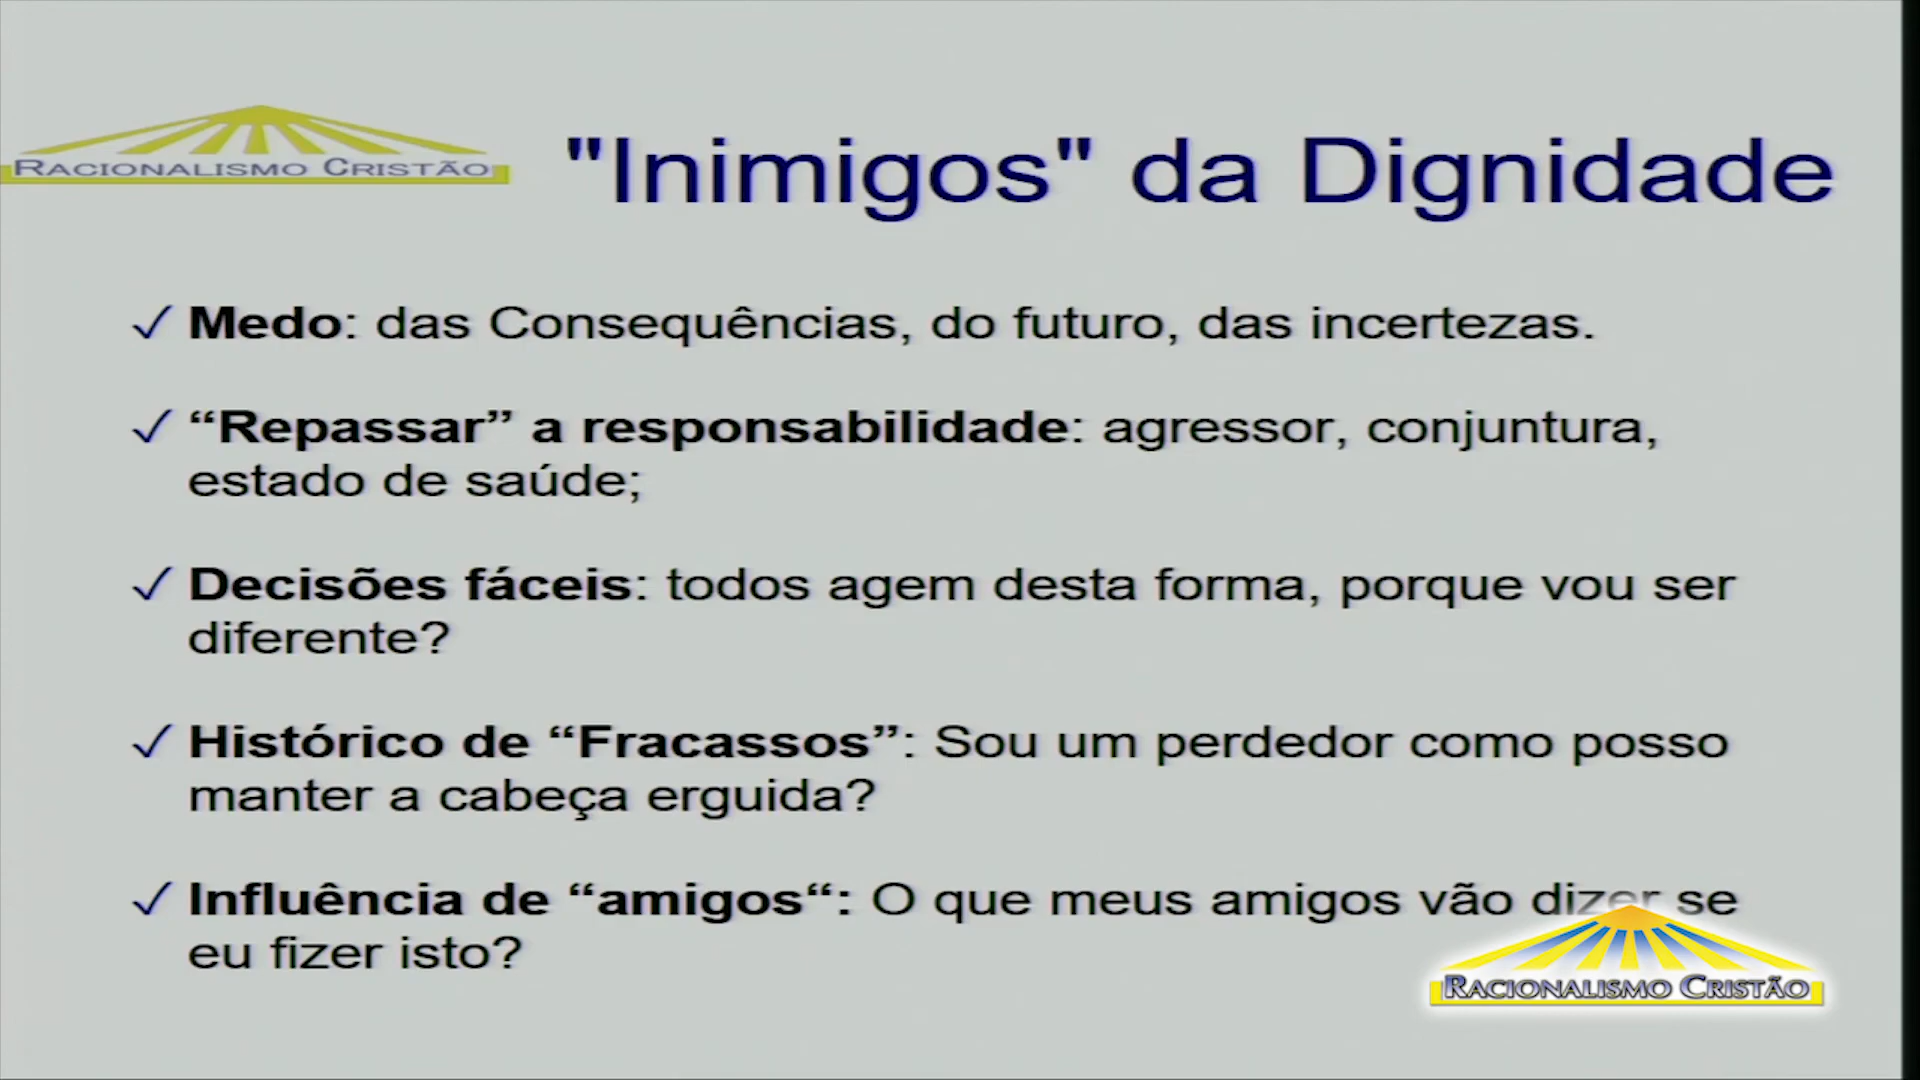 RACIONALISMO CRISTÃO
"Inimigos" da Dignidade
✓ Medo: das Consequências, do futuro, das incertezas.
✓ “Repassar” a responsabilidade: agressor, conjuntura,
estado de saúde;
✓ Decisões fáceis: todos agem desta forma, porque vou ser
diferente?
✓ Histórico de “Fracassos”: Sou um perdedor como posso
manter a cabeça erguida?
✓ Influência de “amigos“: O que meus amigos vão dizer se
eu fizer isto?
RACIONALISMO CRISTÃO